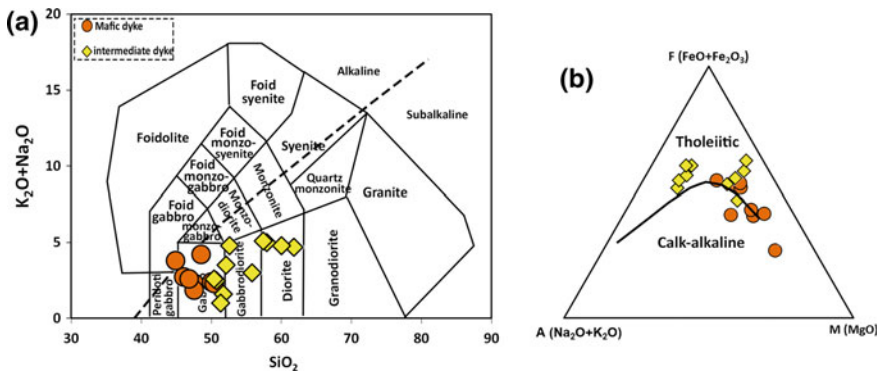 (a)
Mafic dyke
intermediate dyke
K₂O+Na₂O
20
15
10
5
0
30
40
50
60
70
80
90
SiO₂
Foid
syenite
Alkaline
Subalkaline
Foidolite
Foid
monzo-
syenite
Syenite
Foid
monzo-
gabbro
Monzonite
Quartz
monzonite
Granite
Foid
gabbro
Monzo-
diorite
monzo-
gabbro
gabbro
Gabbrodiorite
Diorite
Granodiorite
(b)
F (FeO+Fe₂O₃)
Tholeiitic
Calk-alkaline
A (Na₂O+K₂O)
M (MgO)